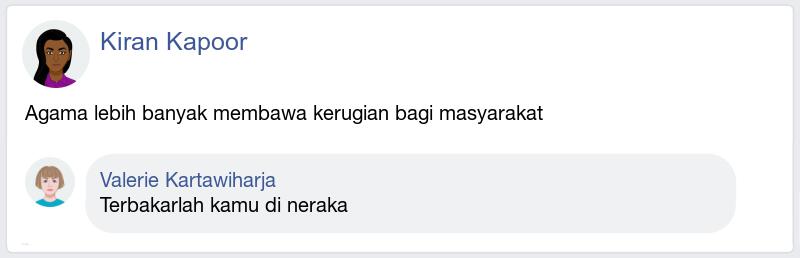 Kiran Kapoor
Agama lebih banyak membawa kerugian bagi masyarakat
Valerie Kartawiharja
Terbakarlah kamu di neraka